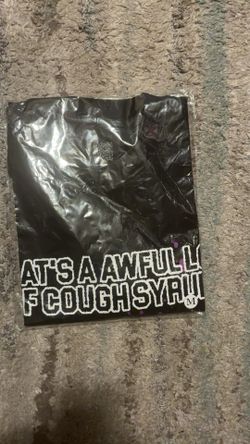 AT'S A AWFUL LO
F COUGH SYRU
M